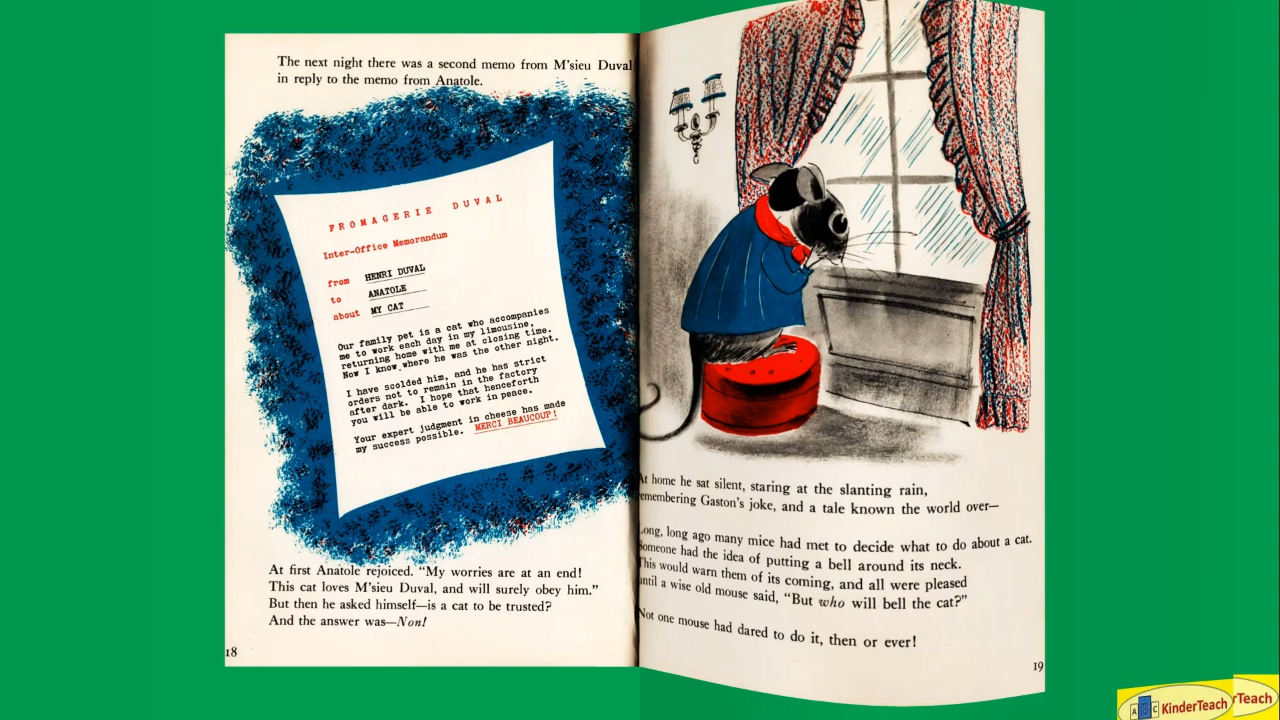 The next night there was a second memo from M'sieu Duval
in reply to the memo from Anatole.
FROMAGERIE DUVAL
Inter-Office Memorandum
from HENRI DUVAL
to ANATOLE
about MY CAT
Our family pet is a cat who accompanies
me to work each day in my limousine,
returning home with me at closing time.
Now I know where he was the other night.
I have scolded him, and he has strict
orders not to remain in the factory
after dark. I hope that henceforth
you will be able to work in peace.
Your expert judgment in cheese has made
my success possible. MERCI BEAUCOUP!
At first Anatole rejoiced. “My worries are at an end!
This cat loves M'sieu Duval, and will surely obey him.”
But then he asked himself—is a cat to be trusted?
And the answer was—Non!
18
At home he sat silent, staring at the slanting rain,
remembering Gaston's joke, and a tale known the world over—
Long, long ago many mice had met to decide what to do about a cat.
Someone had the idea of putting a bell around its neck.
This would warn them of its coming, and all were pleased
until a wise old mouse said, “But who will bell the cat?”
Not one mouse had dared to do it, then or ever!
19
ABC KinderTeach
rTeach